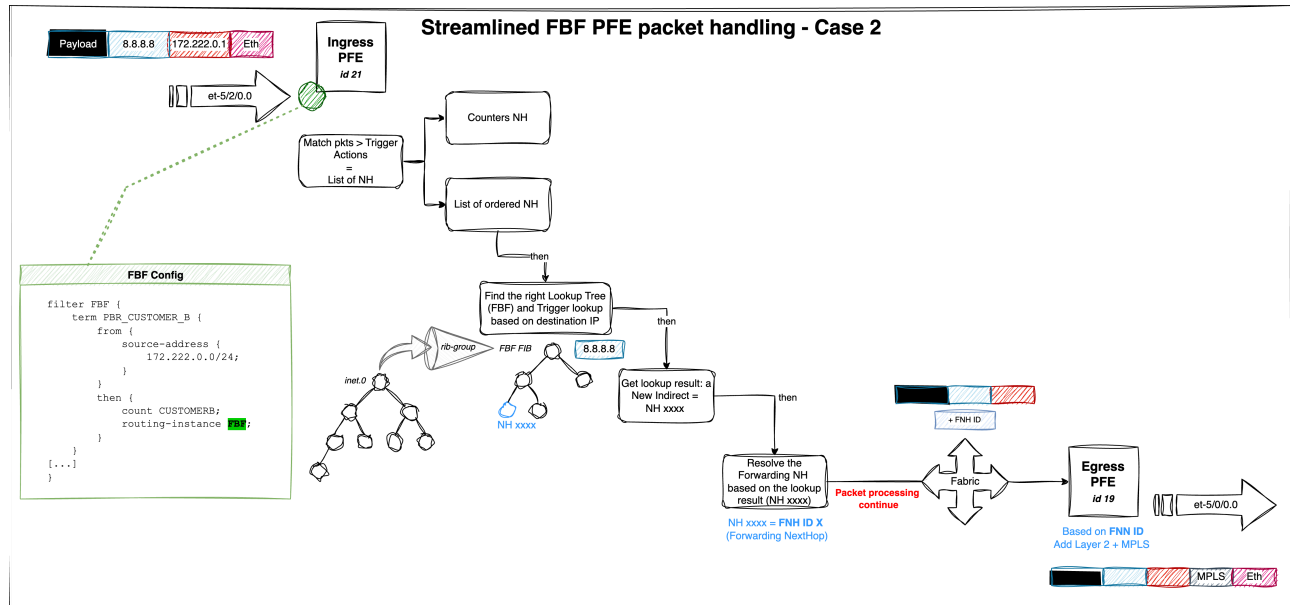 Streamlined FBF PFE packet handling - Case 2
Payload
8.8.8.8
172.222.0.1
Eth
Ingress
PFE
id 21
et-5/2/0.0
Match pkts > Trigger
Actions
=
List of NH
Counters NH
List of ordered NH
then
Find the right Lookup Tree
(FBF) and Trigger lookup
based on destination IP
then
FBF Config
filter FBF {
term PBR_CUSTOMER_B {
from {
source-address {
172.222.0.0/24;
}
}
then {
count CUSTOMERB;
routing-instance FBF;
}
}
[...]
}
inet.0
rib-group
FBF FIB
8.8.8.8
NH xxxx
Get lookup result: a
New Indirect =
NH xxxx
then
Resolve the
Forwarding NH
based on the lookup
result (NH xxxx)
NH xxxx = FNH ID X
(Forwarding NextHop)
Packet processing
continue
+ FNH ID
Fabric
Egress
PFE
id 19
et-5/0/0.0
Based on FNN ID
Add Layer 2 + MPLS
MPLS
Eth